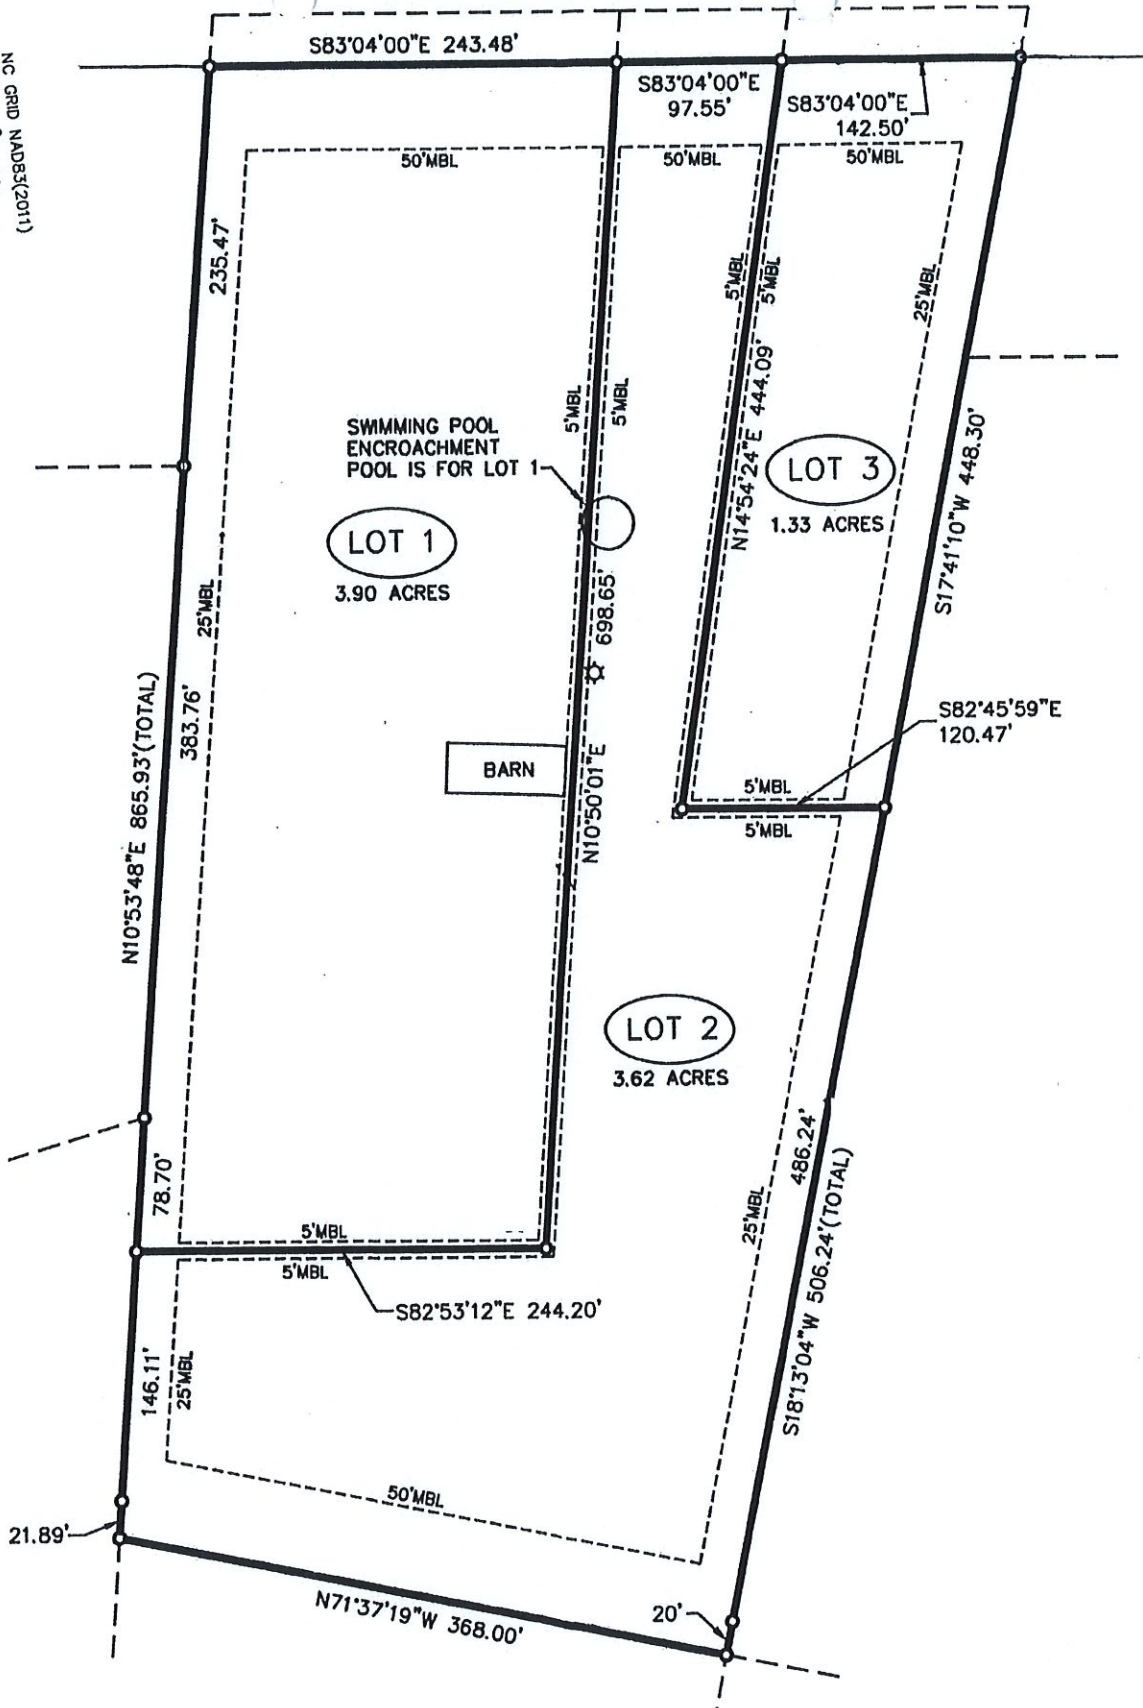 NC GRID NAD83(2011)
S83°04'00"E 243.48'
S83°04'00"E
97.55'
S83°04'00"E
142.50'
50'MBL
50'MBL
50'MBL
235.47'
5'MBL
5'MBL
25'MBL
5'MBL
5'MBL
N14°54'24"E 444.09'
SWIMMING POOL
ENCROACHMENT
POOL IS FOR LOT 1
LOT 3
1.33 ACRES
S17°41'10"W 448.30'
LOT 1
3.90 ACRES
25'MBL
698.65'
N10°53'48"E 865.93'(TOTAL)
383.76'
S82°45'59"E
120.47'
BARN
N10°50'01"E
5'MBL
5'MBL
LOT 2
3.62 ACRES
486.24'
78.70'
25'MBL
S18°13'04"W 506.24'(TOTAL)
5'MBL
5'MBL
S82°53'12"E 244.20'
146.11'
25'MBL
50'MBL
21.89'
N71°37'19"W 368.00'
20'